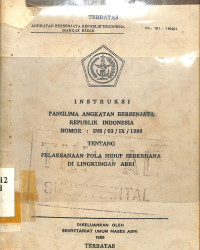 TERBATAS
ANGKATAN BERSENJATA REPUBLIK INDONESIA
MARKAS BESAR
INSTRUKSI
PANGLIMA ANGKATAN BERSENJATA
REPUBLIK INDONESIA
NOMOR : INS / 03 / IX / 1986
TENTANG
PELAKSANAAN POLA HIDUP SEDERHANA
DI LINGKUNGAN ABRI
DIKELUARKAN OLEH
SEKRETARIAT UMUM MABES ABRI
1986
TERBATAS